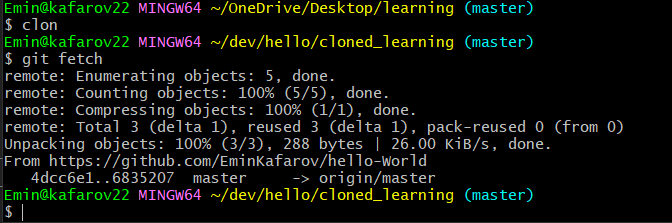 Emin@kafarov22 MINGW64 ~/OneDrive/Desktop/learning (master)
$ clon
Emin@kafarov22 MINGW64 ~/dev/hello/cloned_learning (master)
$ git fetch
remote: Enumerating objects: 5, done.
remote: Counting objects: 100% (5/5), done.
remote: Compressing objects: 100% (1/1), done.
remote: Total 3 (delta 1), reused 3 (delta 1), pack-reused 0 (from 0)
Unpacking objects: 100% (3/3), 288 bytes | 26.00 KiB/s, done.
From https://github.com/EminKafarov/hello-World
   4dcc6e1..6835207  master     -> origin/master
Emin@kafarov22 MINGW64 ~/dev/hello/cloned_learning (master)
$